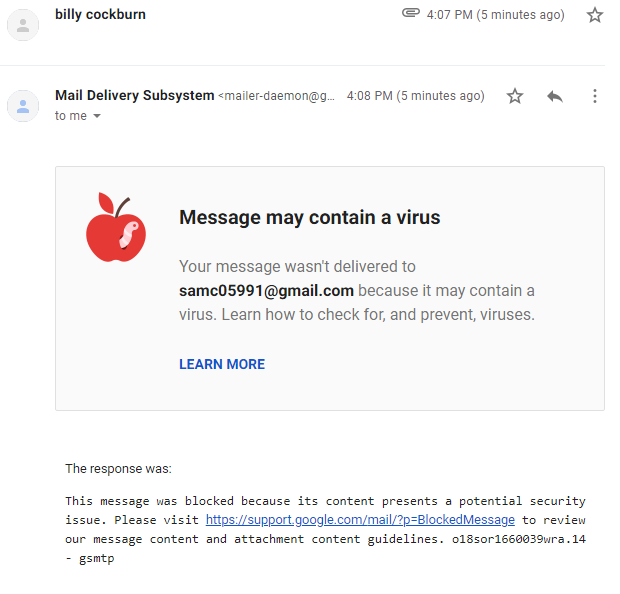 billy cockburn 4:07 PM (5 minutes ago)
Mail Delivery Subsystem <mailer-daemon@g... 4:08 PM (5 minutes ago)
to me
Message may contain a virus
Your message wasn't delivered to
samc05991@gmail.com because it may contain a
virus. Learn how to check for, and prevent, viruses.
LEARN MORE
The response was:
This message was blocked because its content presents a potential security
issue. Please visit https://support.google.com/mail/?p=BlockedMessage to review
our message content and attachment content guidelines. o18sor1660039wra.14
- gsmtp